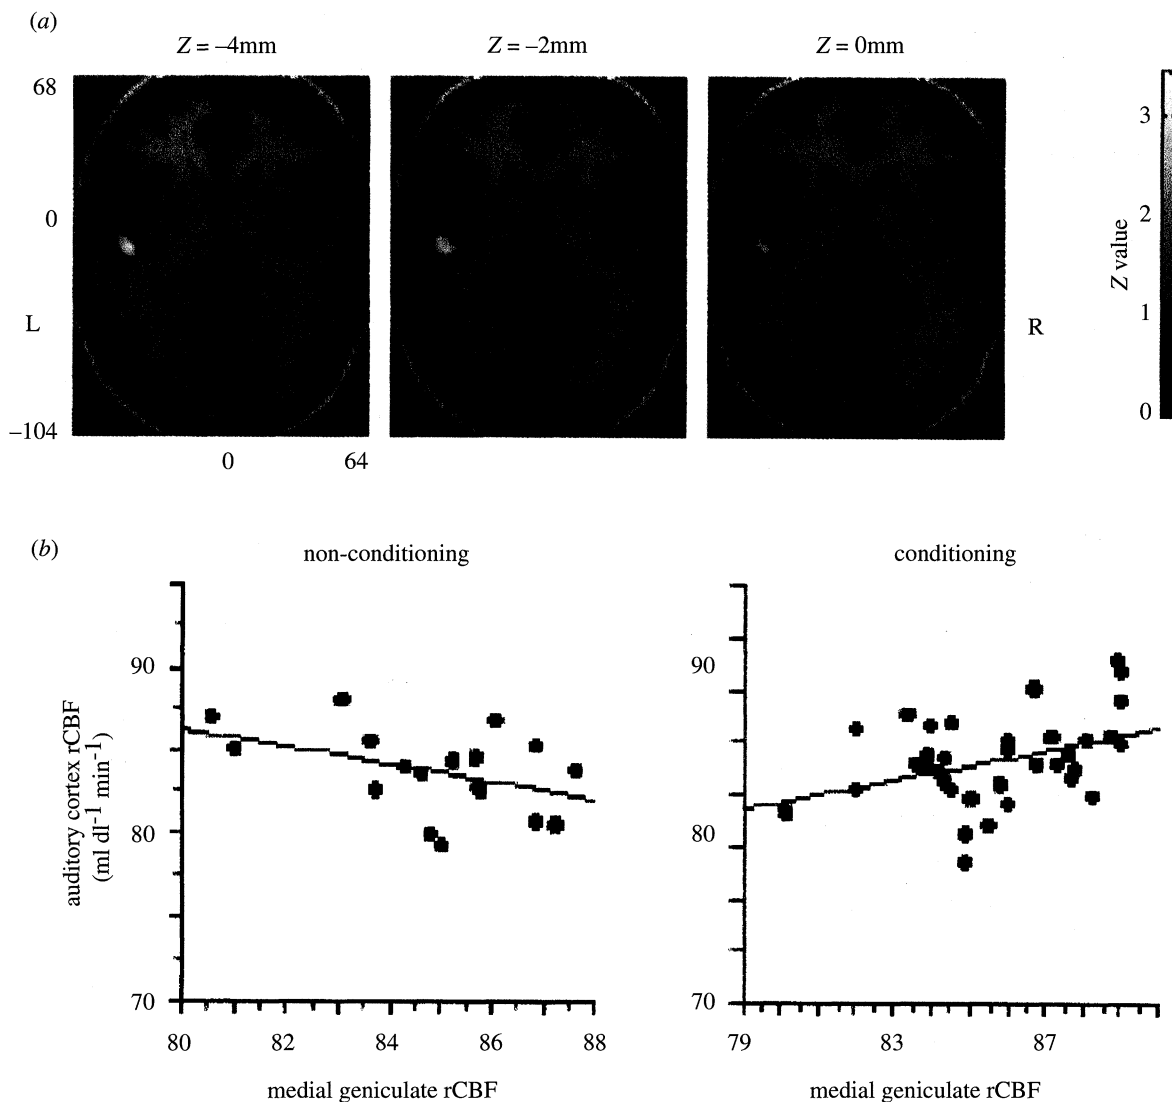 (a)
Z = –4mm
Z = –2mm
Z = 0mm
68
0
L
–104
0
64
R
3
2
1
0
Z value
(b)
non-conditioning
auditory cortex rCBF
(ml dl⁻¹ min⁻¹)
90
80
70
80
82
84
86
88
medial geniculate rCBF
conditioning
90
80
70
79
83
85
87
medial geniculate rCBF